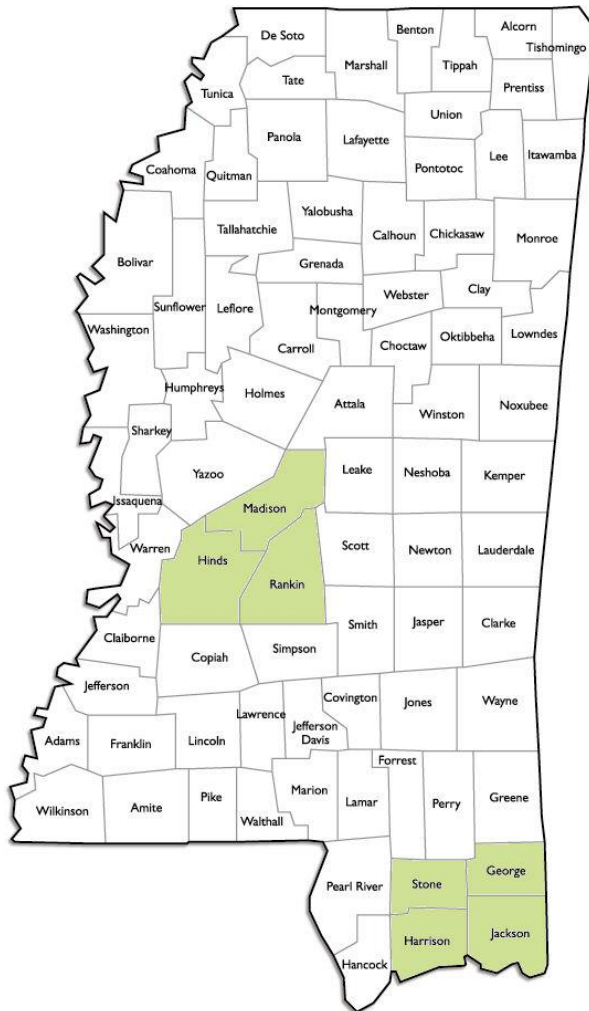 De Soto
Benton
Alcorn
Tishomingo
Marshall
Tippah
Tate
Tunica
Prentiss
Union
Panola
Lafayette
Lee
Itawamba
Coahoma
Quitman
Pontotoc
Yalobusha
Tallahatchie
Calhoun
Chickasaw
Monroe
Bolivar
Grenada
Sunflower
Leflore
Montgomery
Webster
Clay
Washington
Carroll
Choctaw
Oktibbeha
Lowndes
Humphreys
Holmes
Attala
Winston
Noxubee
Sharkey
Yazoo
Leake
Neshoba
Kemper
Issaquena
Madison
Warren
Hinds
Rankin
Scott
Newton
Lauderdale
Claiborne
Copiah
Simpson
Smith
Jasper
Clarke
Jefferson
Lawrence
Covington
Jones
Wayne
Adams
Franklin
Lincoln
Jefferson
Davis
Forrest
Wilkinson
Amite
Pike
Walthall
Marion
Lamar
Perry
Greene
Pearl River
Stone
George
Hancock
Harrison
Jackson